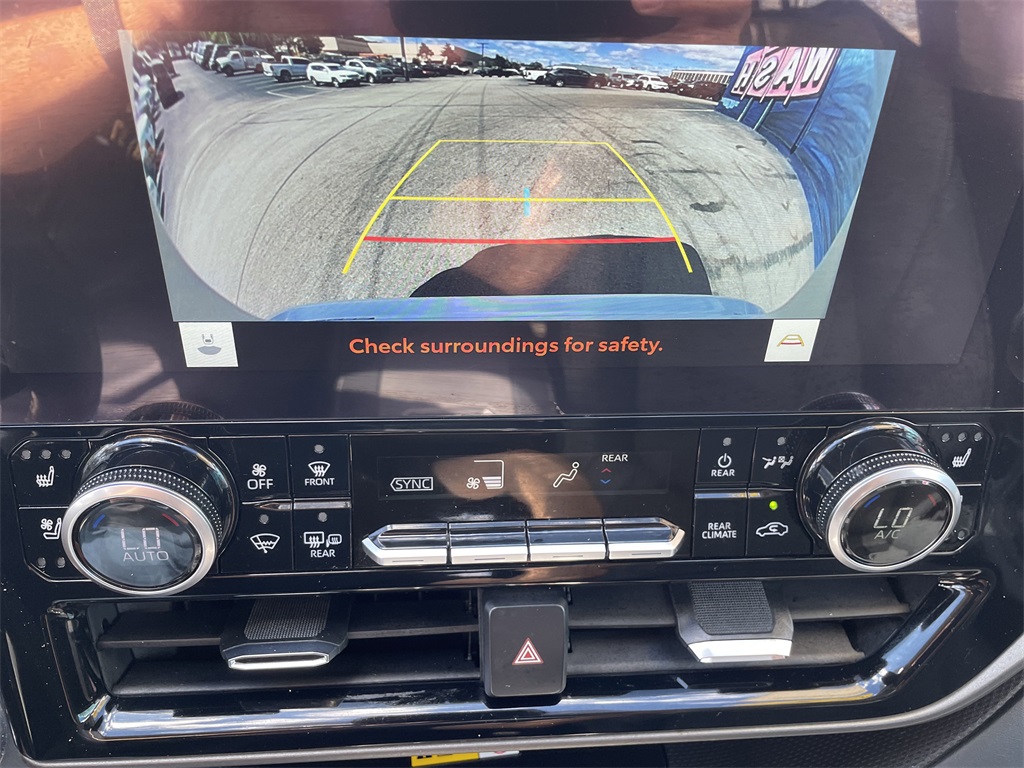 WASH
Check surroundings for safety.
OFF
FRONT
SYNC
REAR
REAR
LO
AUTO
REAR
REAR
CLIMATE
LO
A/C